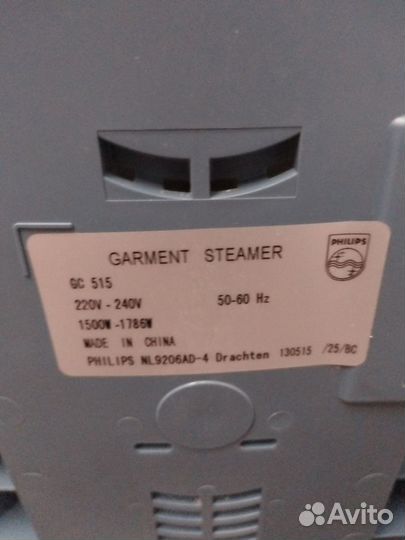 GARMENT STEAMER
PHILIPS
GC 515
220V - 240V 50-60 Hz
1500W -1786W
MADE IN CHINA
PHILIPS NL9206AD-4 Drachten 130515 /25/BC
Avito